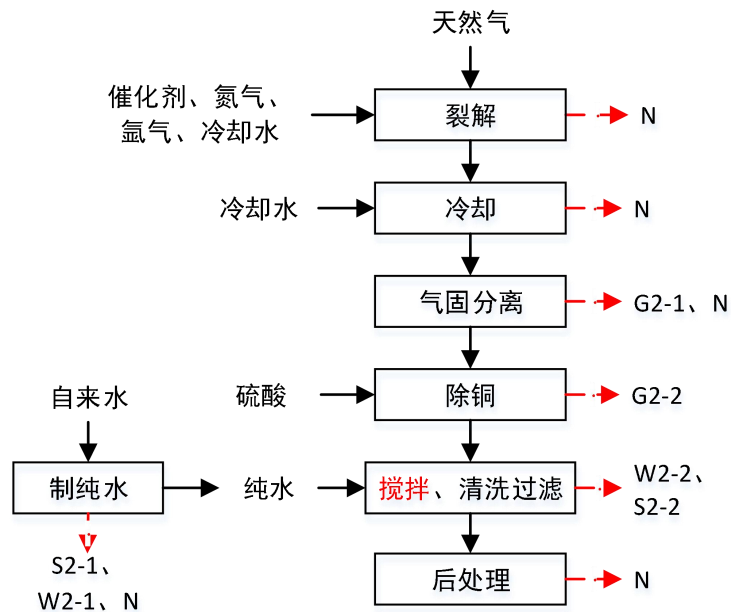 天然气
催化剂、氮气、
氩气、冷却水
裂解
N
冷却水
冷却
N
气固分离
G2-1、N
自来水
硫酸
除铜
G2-2
制纯水
纯水
搅拌、清洗过滤
W2-2、
S2-2
S2-1、
W2-1、N
后处理
N